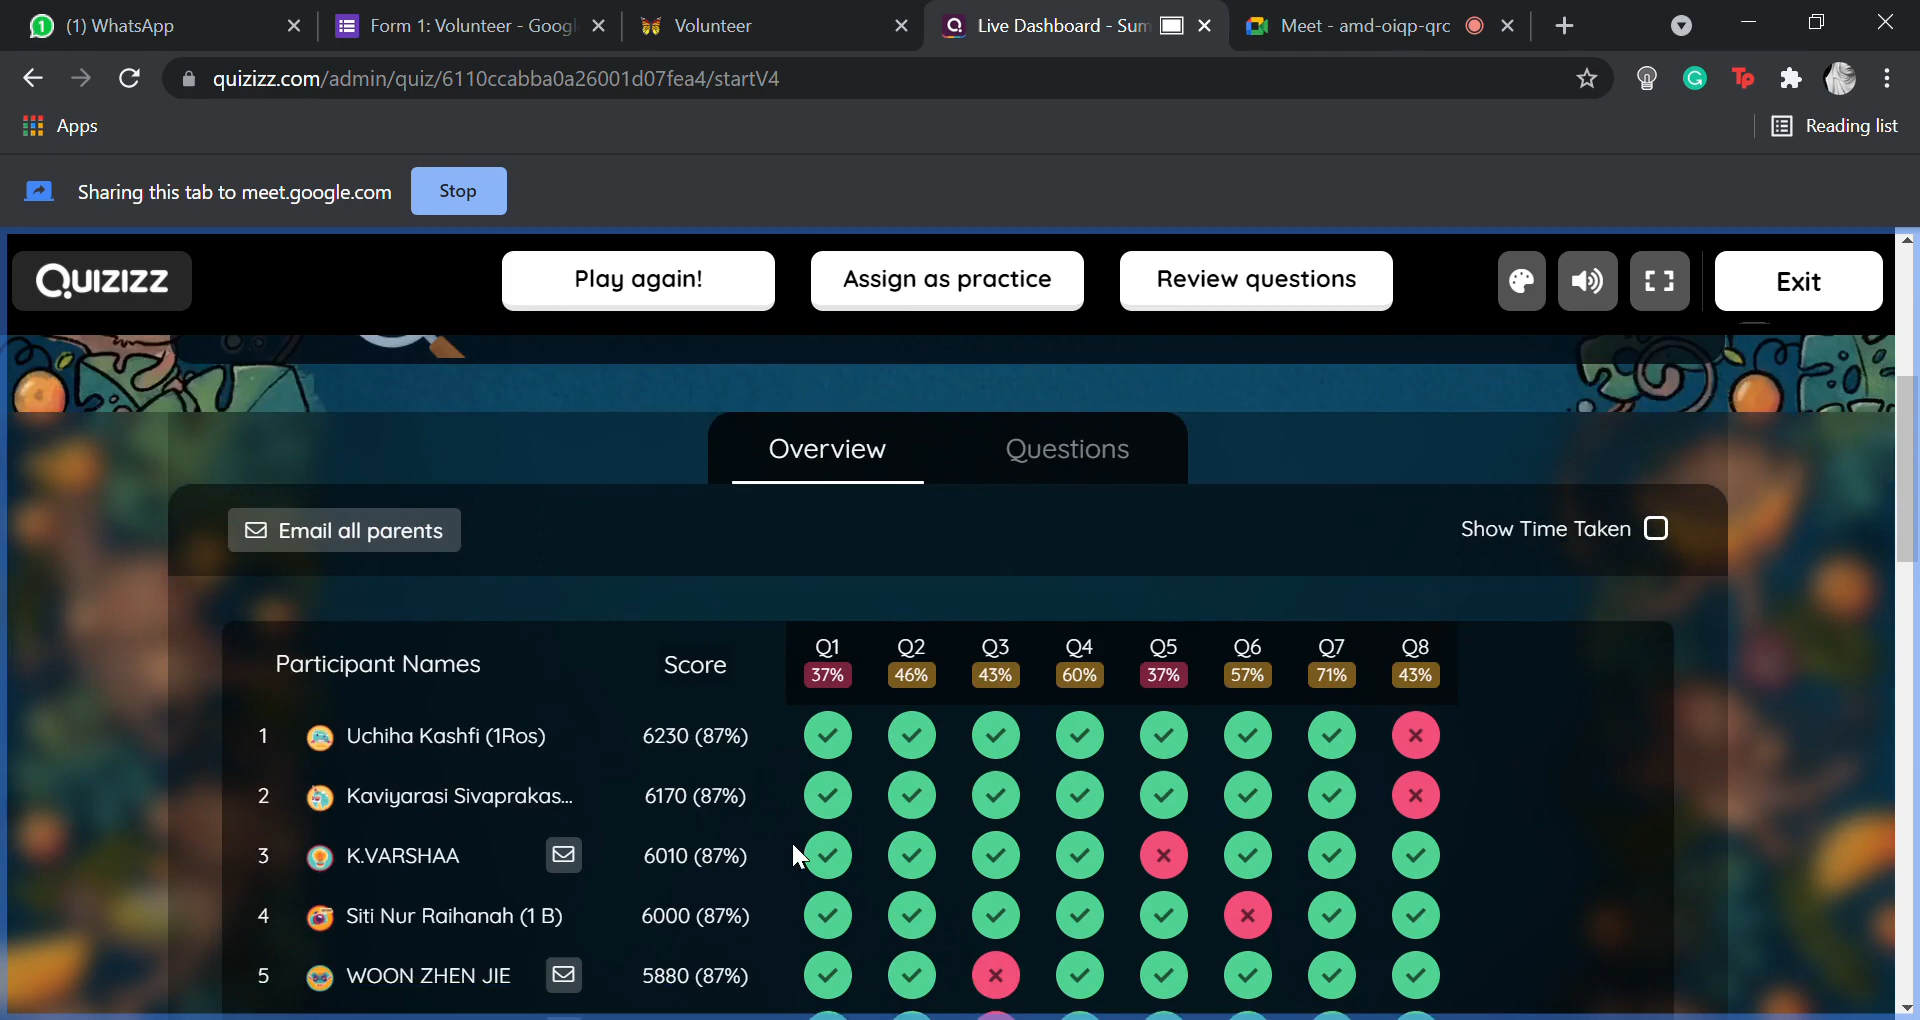 (1) WhatsApp
Form 1: Volunteer - Googl
Volunteer
Live Dashboard - Sum
Meet - amd-oiqp-qrc
quizizz.com/admin/quiz/6110ccabba0a26001d07fea4/startV4
Apps
Reading list
Sharing this tab to meet.google.com
Stop
Quizizz
Play again!
Assign as practice
Review questions
Exit
Overview
Questions
Email all parents
Show Time Taken
Participant Names Score Q1 Q2 Q3 Q4 Q5 Q6 Q7 Q8
37% 46% 43% 60% 37% 57% 71% 43%
1 Uchiha Kashfi (1Ros) 6230 (87%)
2 Kaviyarasi Sivaprakas... 6170 (87%)
3 K.VARSHAA 6010 (87%)
4 Siti Nur Raihanah (1 B) 6000 (87%)
5 WOON ZHEN JIE 5880 (87%)